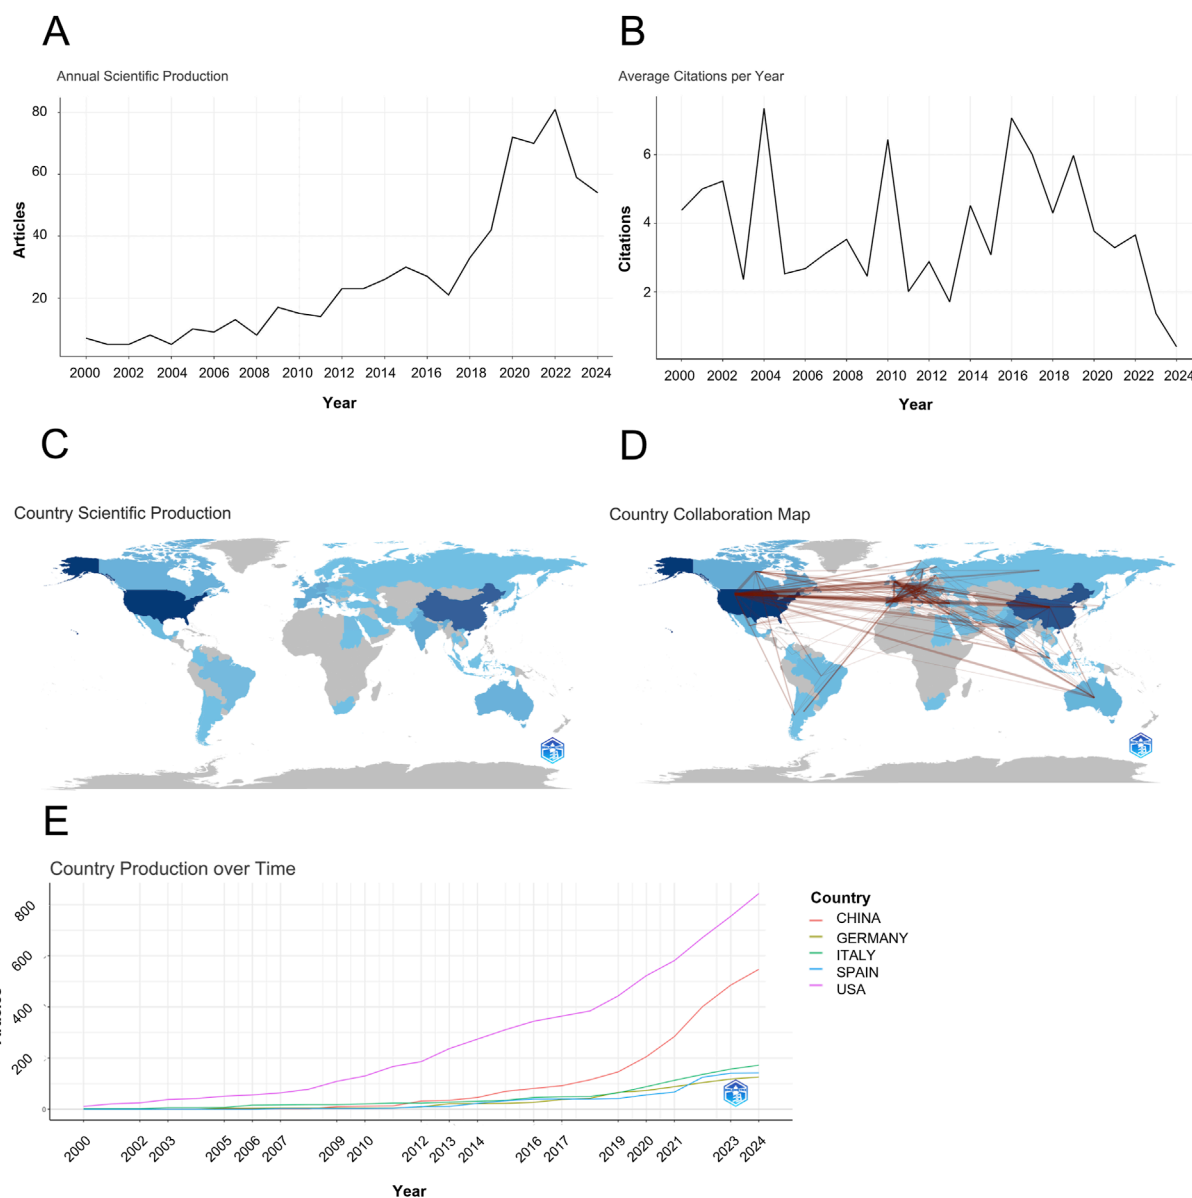 A
Annual Scientific Production
80
60
40
20
Articles
2000 2002 2004 2006 2008 2010 2012 2014 2016 2018 2020 2022 2024
Year
B
Average Citations per Year
6
4
2
Citations
2000 2002 2004 2006 2008 2010 2012 2014 2016 2018 2020 2022 2024
Year
C
Country Scientific Production
D
Country Collaboration Map
E
Country Production over Time
800
600
400
200
0
2000 2002 2003 2005 2006 2007 2009 2010 2012 2013 2014 2016 2017 2019 2020 2021 2023 2024
Year
Country
CHINA
GERMANY
ITALY
SPAIN
USA